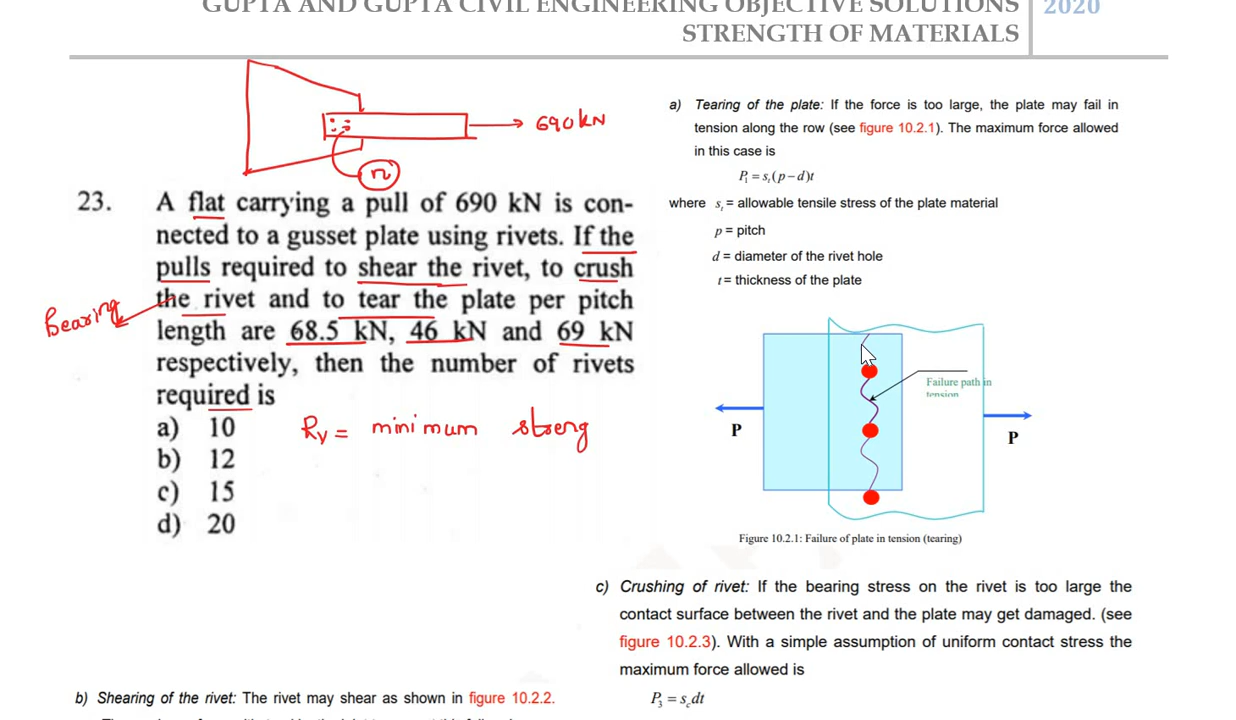 GUPTA AND GUPTA CIVIL ENGINEERING OBJECTIVE SOLUTIONS
STRENGTH OF MATERIALS
2020
690kN
n
23. A flat carrying a pull of 690 kN is con-
nected to a gusset plate using rivets. If the
pulls required to shear the rivet, to crush
the rivet and to tear the plate per pitch
length are 68.5 kN, 46 kN and 69 kN
respectively, then the number of rivets
required is
a) 10
b) 12
c) 15
d) 20
Bearing
Rv = minimum streng
a) Tearing of the plate: If the force is too large, the plate may fail in
tension along the row (see figure 10.2.1). The maximum force allowed
in this case is
P₁ = sₜ(p−d)t
where sₜ = allowable tensile stress of the plate material
p = pitch
d = diameter of the rivet hole
t = thickness of the plate
Failure path in
tension
P
P
Figure 10.2.1: Failure of plate in tension (tearing)
c) Crushing of rivet: If the bearing stress on the rivet is too large the
contact surface between the rivet and the plate may get damaged. (see
figure 10.2.3). With a simple assumption of uniform contact stress the
maximum force allowed is
P₃ = s꜀dt
b) Shearing of the rivet: The rivet may shear as shown in figure 10.2.2.